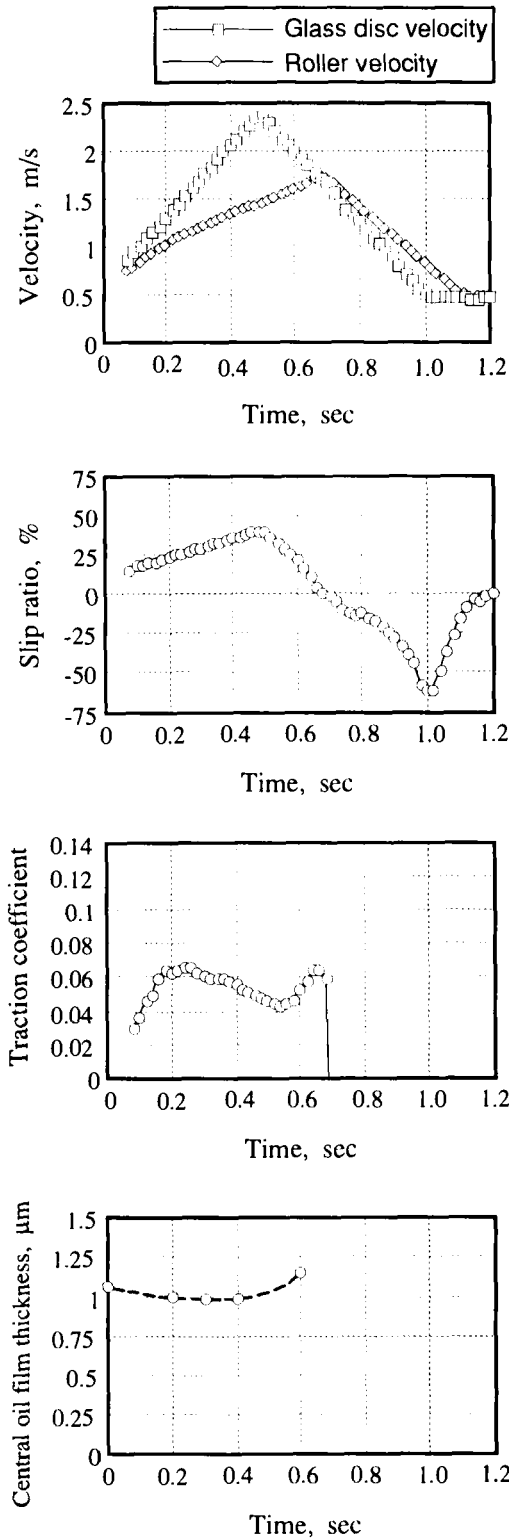 Glass disc velocity
Roller velocity
Velocity, m/s
2.5
2
1.5
1
0.5
0
0 0.2 0.4 0.6 0.8 1.0 1.2
Time, sec
Slip ratio, %
75
50
25
0
-25
-50
-75
0 0.2 0.4 0.6 0.8 1.0 1.2
Time, sec
Traction coefficient
0.14
0.12
0.1
0.08
0.06
0.04
0.02
0
0 0.2 0.4 0.6 0.8 1.0 1.2
Time, sec
Central oil film thickness, μm
1.5
1.25
1
0.75
0.5
0.25
0
0 0.2 0.4 0.6 0.8 1.0 1.2
Time, sec